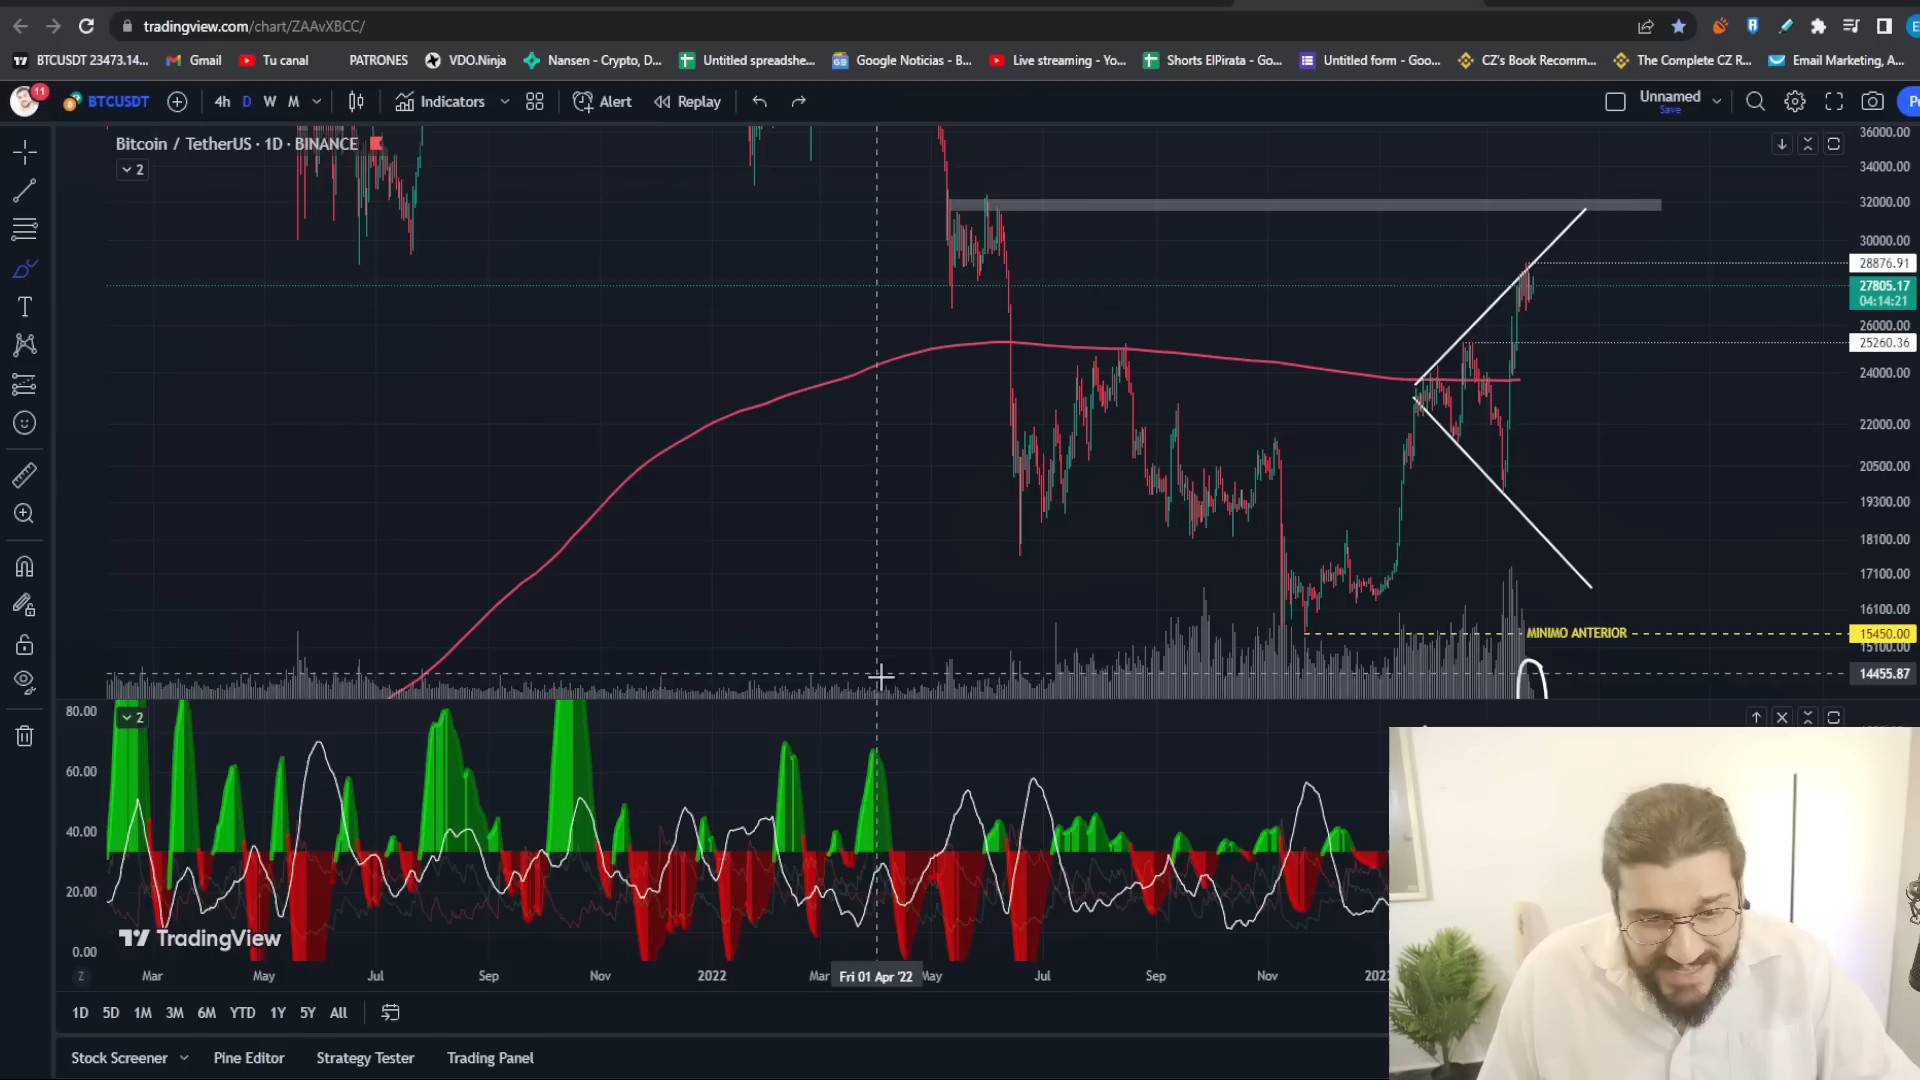 tradingview.com/chart/ZAAvXBCC/
BTCUSDT 23473.14...
Gmail
Tu canal
PATRONES
VDO.Ninja
Nansen - Crypto, D...
Untitled spreadshe...
Google Noticias - B...
Live streaming - Yo...
Shorts ElPirata - Go...
Untitled form - Goo...
CZ's Book Recomm...
The Complete CZ R...
Email Marketing, A...
11
BTCUSDT
4h
D
W
M
Indicators
Alert
Replay
Unnamed
Save
Bitcoin / TetherUS · 1D · BINANCE
2
36000.00
34000.00
32000.00
30000.00
28876.91
27805.17
04:14:21
26000.00
25260.36
24000.00
22000.00
20500.00
19300.00
18100.00
17100.00
16100.00
MINIMO ANTERIOR
15450.00
15100.00
14455.87
2
80.00
60.00
40.00
20.00
0.00
TradingView
Z
Mar
May
Jul
Sep
Nov
2022
Mar
Fri 01 Apr '22
May
Jul
Sep
Nov
1D
5D
1M
3M
6M
YTD
1Y
5Y
All
Stock Screener
Pine Editor
Strategy Tester
Trading Panel